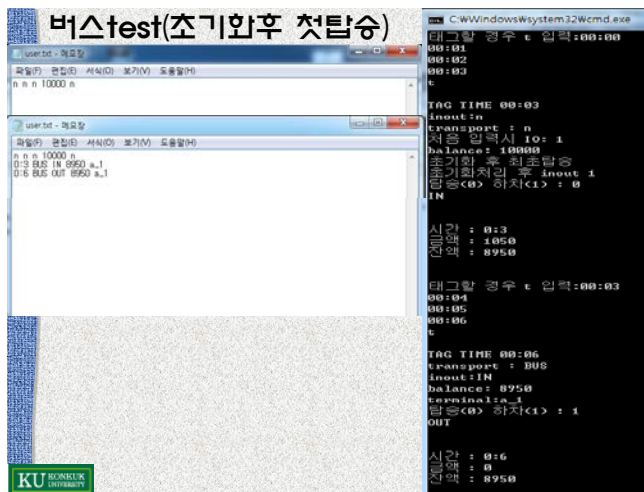 버스test(초기화후 첫탑승)
user.txt - 메모장
파일(F) 편집(E) 서식(O) 보기(V) 도움말(H)
n n n 10000 n
user.txt - 메모장
파일(F) 편집(E) 서식(O) 보기(V) 도움말(H)
n n n 10000 n
0:3 BUS IN 8950 a_1
0:6 BUS OUT 8950 a_1
KU KONKUK UNIVERSITY
C:\Windows\system32\cmd.exe
태그할 경우 t 입력:00:00
00:01
00:02
00:03
t
TAG TIME 00:03
inout:n
transport : n
처음 입력시 IO: 1
balance: 10000
초기화 후 최초탑승
초기화처리 후 inout 1
탑승(0) 하차(1) : 0
IN
시간 : 0:3
금액 : 1050
잔액 : 8950
태그할 경우 t 입력:00:03
00:04
00:05
00:06
t
TAG TIME 00:06
transport : BUS
inout:IN
balance: 8950
terminal:a_1
탑승(0) 하차(1) : 1
OUT
시간 : 0:6
금액 : 0
잔액 : 8950